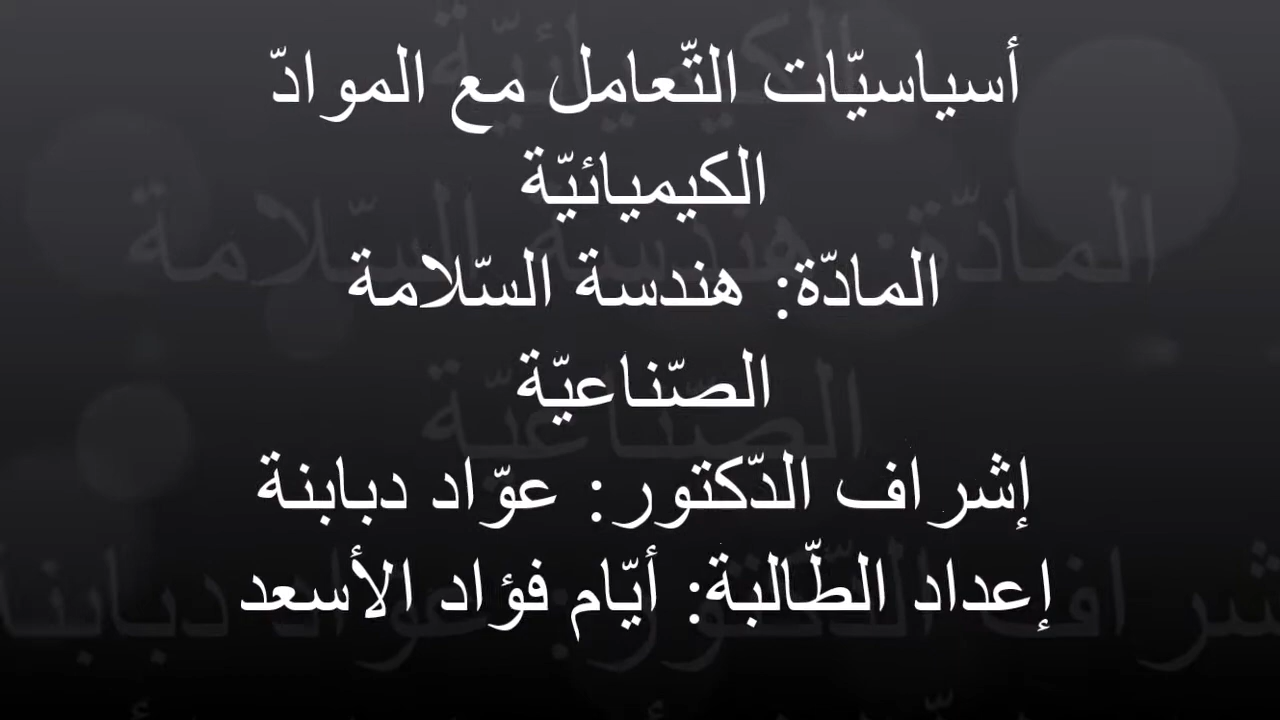 أسياسيّات التّعامل مع الموادّ
الكيميائيّة
المادّة: هندسة السّلامة
الصّناعيّة
إشراف الدّكتور: عوّاد دبابنة
إعداد الطّالبة: أيّام فؤاد الأسعد